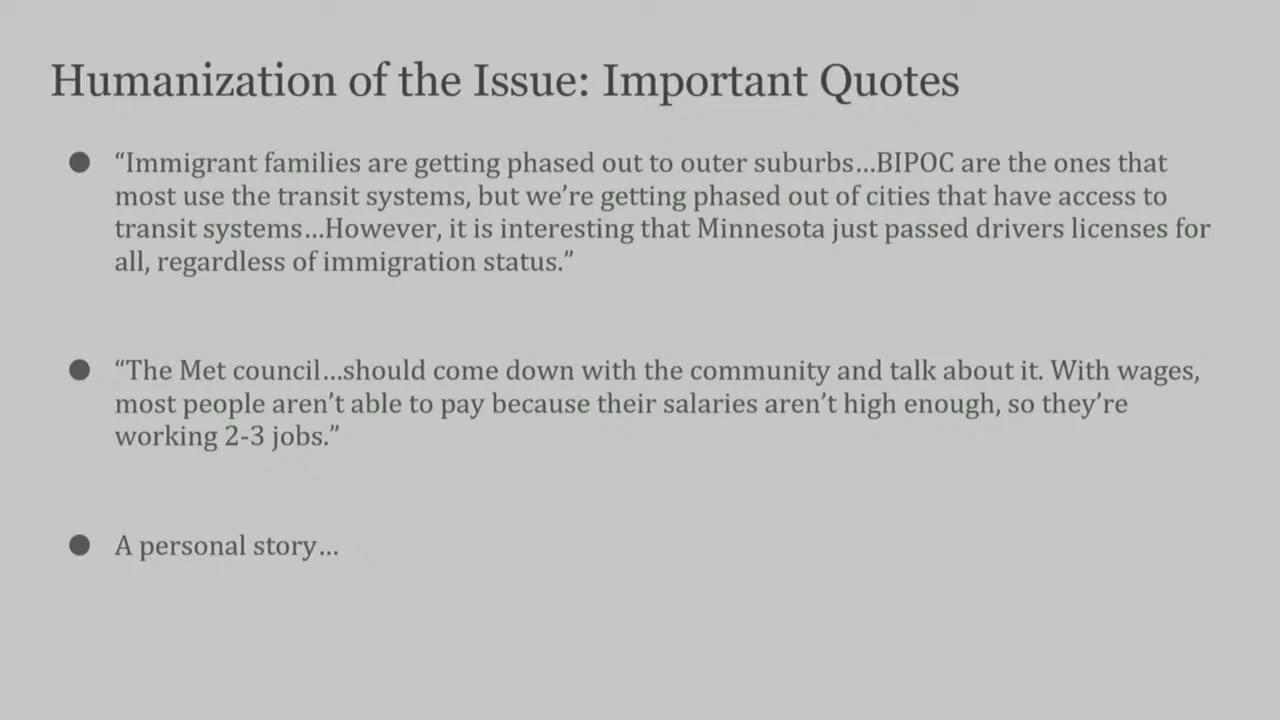 Humanization of the Issue: Important Quotes
● “Immigrant families are getting phased out to outer suburbs…BIPOC are the ones that
most use the transit systems, but we’re getting phased out of cities that have access to
transit systems…However, it is interesting that Minnesota just passed drivers licenses for
all, regardless of immigration status.”
● “The Met council…should come down with the community and talk about it. With wages,
most people aren’t able to pay because their salaries aren’t high enough, so they’re
working 2-3 jobs.”
● A personal story…